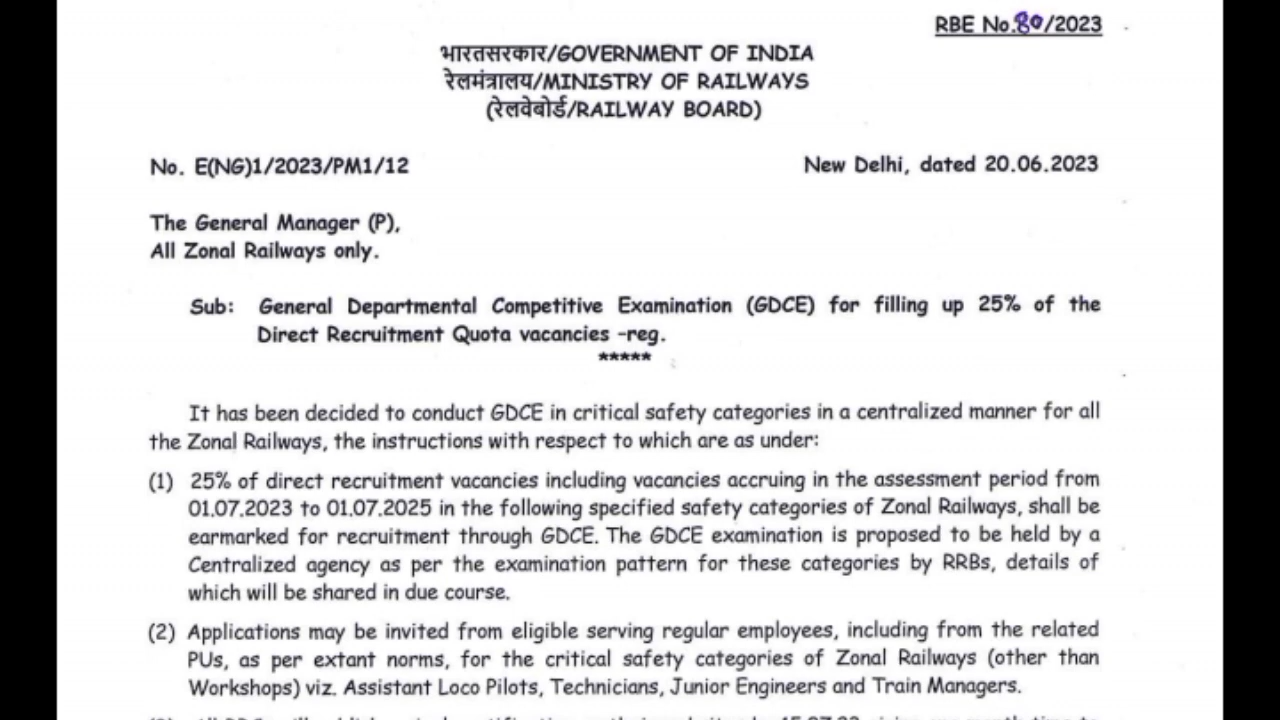 RBE No.80/2023
भारतसरकार/GOVERNMENT OF INDIA
रेलमंत्रालय/MINISTRY OF RAILWAYS
(रेलवेबोर्ड/RAILWAY BOARD)
No. E(NG)1/2023/PM1/12 New Delhi, dated 20.06.2023
The General Manager (P),
All Zonal Railways only.
Sub: General Departmental Competitive Examination (GDCE) for filling up 25% of the
Direct Recruitment Quota vacancies -reg.
*****
It has been decided to conduct GDCE in critical safety categories in a centralized manner for all
the Zonal Railways, the instructions with respect to which are as under:
(1) 25% of direct recruitment vacancies including vacancies accruing in the assessment period from
01.07.2023 to 01.07.2025 in the following specified safety categories of Zonal Railways, shall be
earmarked for recruitment through GDCE. The GDCE examination is proposed to be held by a
Centralized agency as per the examination pattern for these categories by RRBs, details of
which will be shared in due course.
(2) Applications may be invited from eligible serving regular employees, including from the related
PUs, as per extant norms, for the critical safety categories of Zonal Railways (other than
Workshops) viz. Assistant Loco Pilots, Technicians, Junior Engineers and Train Managers.